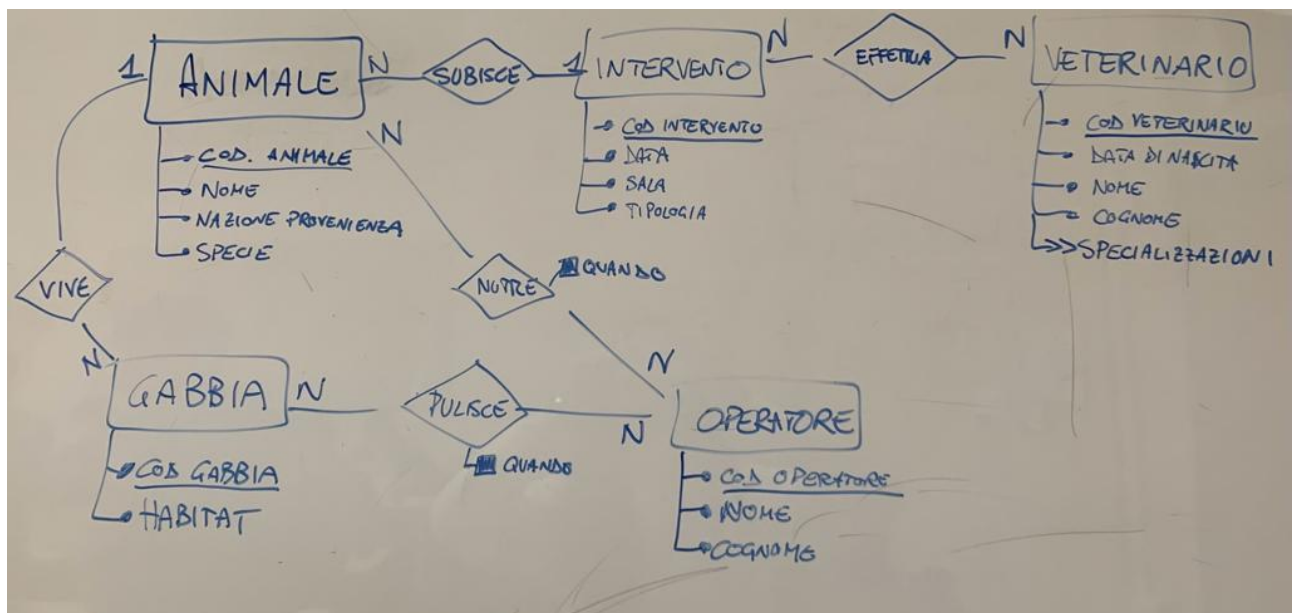 1 ANIMALE N SUBISCE 1 INTERVENTO N EFFETTUA N VETERINARIO
COD. ANIMALE
NOME
NAZIONE PROVENIENZA
SPECIE
COD INTERVENTO
DATA
SALA
TIPOLOGIA
COD VETERINARIO
DATA DI NASCITA
NOME
COGNOME
SPECIALIZZAZIONI
N
VIVE
NUTRE
QUANDO
N
GABBIA N
PULISCE
QUANDO
N
N
OPERATORE
COD GABBIA
HABITAT
COD OPERATORE
NOME
COGNOME